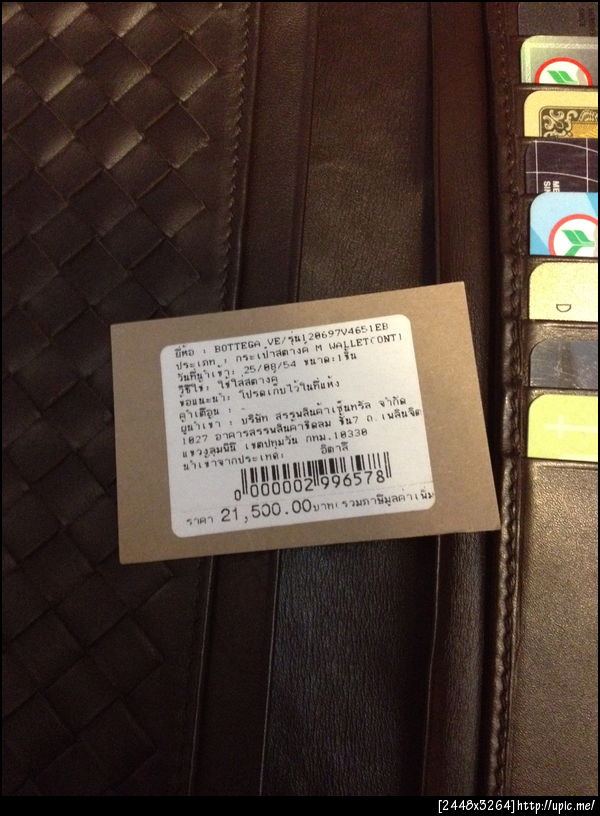 ยี่ห้อ : BOTTEGA VE/รุ่น120697V4651EB
ประเภท : กระเป๋าสตางค์ M WALLET(ONTI
วันที่นำเข้า: 25/08/54 ขนาด:1ชิ้น
วิธีใช้: ใช้ใส่สตางค์
ข้อแนะนำ: โปรดเก็บไว้ในที่แห้ง
คำเตือน : -
ผู้นำเข้า : บริษัท สรรพสินค้าเซ็นทรัล จำกัด
1027 อาคารสรรพสินค้าชิดลม ชั้น7 ถ.เพลินจิต
แขวงลุมพินี เขตปทุมวัน กทม.10330
นำเข้าจากประเทศ: อิตาลี
0 000002 996578
ราคา 21,500.00บาท(รวมภาษีมูลค่าเพิ่ม
[2448x3264]http://upic.me/